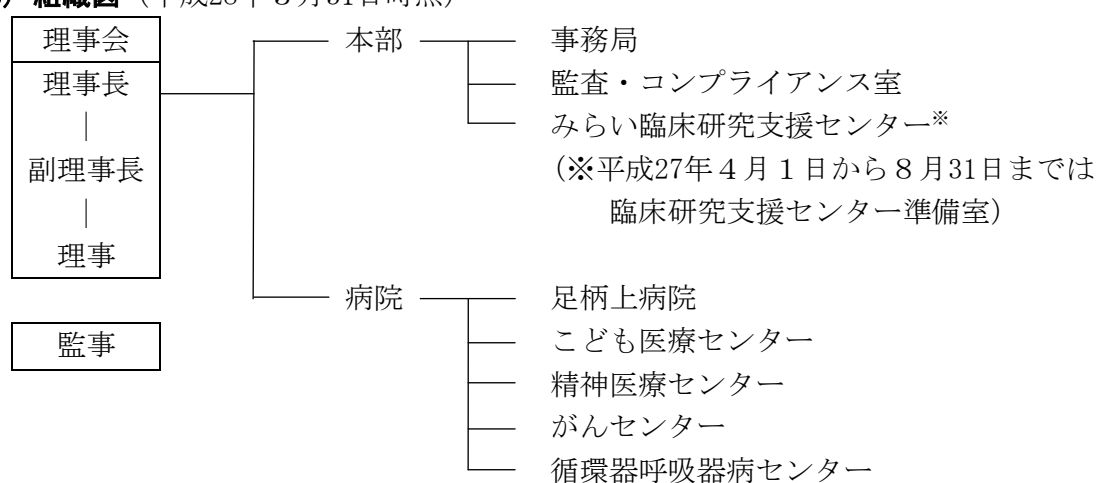 組織図
理事会
理事長
｜
副理事長
｜
理事
監事
本部
事務局
監査・コンプライアンス室
みらい臨床研究支援センター※
(※平成27年４月１日から８月31日までは
臨床研究支援センター準備室)
病院
足柄上病院
こども医療センター
精神医療センター
がんセンター
循環器呼吸器病センター